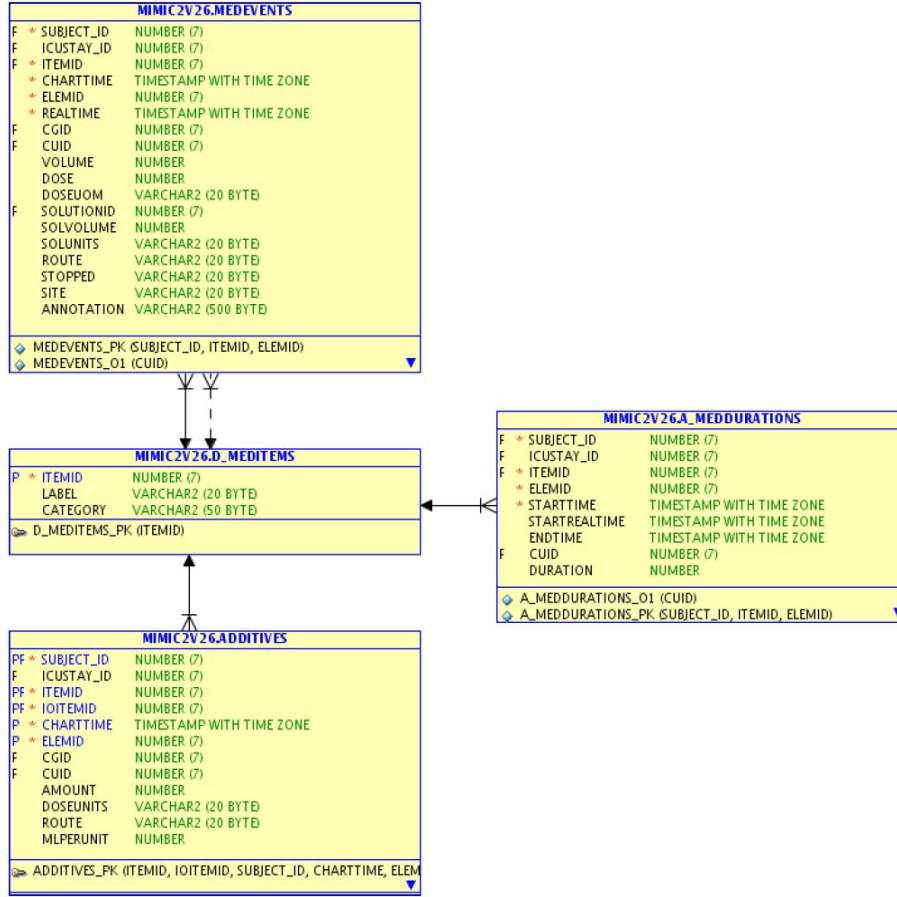 MIMIC2V26.MEDEVENTS
F * SUBJECT_ID NUMBER (7)
F ICUSTAY_ID NUMBER (7)
F * ITEMID NUMBER (7)
* CHARTTIME TIMESTAMP WITH TIME ZONE
* ELEMID NUMBER (7)
* REALTIME TIMESTAMP WITH TIME ZONE
F CGID NUMBER (7)
F CUID NUMBER (7)
VOLUME NUMBER
DOSE NUMBER
DOSEUOM VARCHAR2 (20 BYTE)
F SOLUTIONID NUMBER (7)
SOLVOLUME NUMBER
SOLUNITS VARCHAR2 (20 BYTE)
ROUTE VARCHAR2 (20 BYTE)
STOPPED VARCHAR2 (20 BYTE)
SITE VARCHAR2 (20 BYTE)
ANNOTATION VARCHAR2 (500 BYTE)
MEDEVENTS_PK (SUBJECT_ID, ITEMID, ELEMID)
MEDEVENTS_O1 (CUID)
MIMIC2V26.D_MEDITEMS
P * ITEMID NUMBER (7)
LABEL VARCHAR2 (20 BYTE)
CATEGORY VARCHAR2 (50 BYTE)
D_MEDITEMS_PK (ITEMID)
MIMIC2V26.A_MEDDURATIONS
F * SUBJECT_ID NUMBER (7)
F ICUSTAY_ID NUMBER (7)
F * ITEMID NUMBER (7)
* ELEMID NUMBER (7)
* STARTTIME TIMESTAMP WITH TIME ZONE
STARTREALTIME TIMESTAMP WITH TIME ZONE
ENDTIME TIMESTAMP WITH TIME ZONE
F CUID NUMBER (7)
DURATION NUMBER
A_MEDDURATIONS_O1 (CUID)
A_MEDDURATIONS_PK (SUBJECT_ID, ITEMID, ELEMID)
MIMIC2V26.ADDITIVES
PF * SUBJECT_ID NUMBER (7)
F ICUSTAY_ID NUMBER (7)
PF * ITEMID NUMBER (7)
PF * IOITEMID NUMBER (7)
P * CHARTTIME TIMESTAMP WITH TIME ZONE
P * ELEMID NUMBER (7)
F CGID NUMBER (7)
F CUID NUMBER (7)
AMOUNT NUMBER
DOSEUNITS VARCHAR2 (20 BYTE)
ROUTE VARCHAR2 (20 BYTE)
MLPERUNIT NUMBER
ADDITIVES_PK (ITEMID, IOITEMID, SUBJECT_ID, CHARTTIME, ELEM